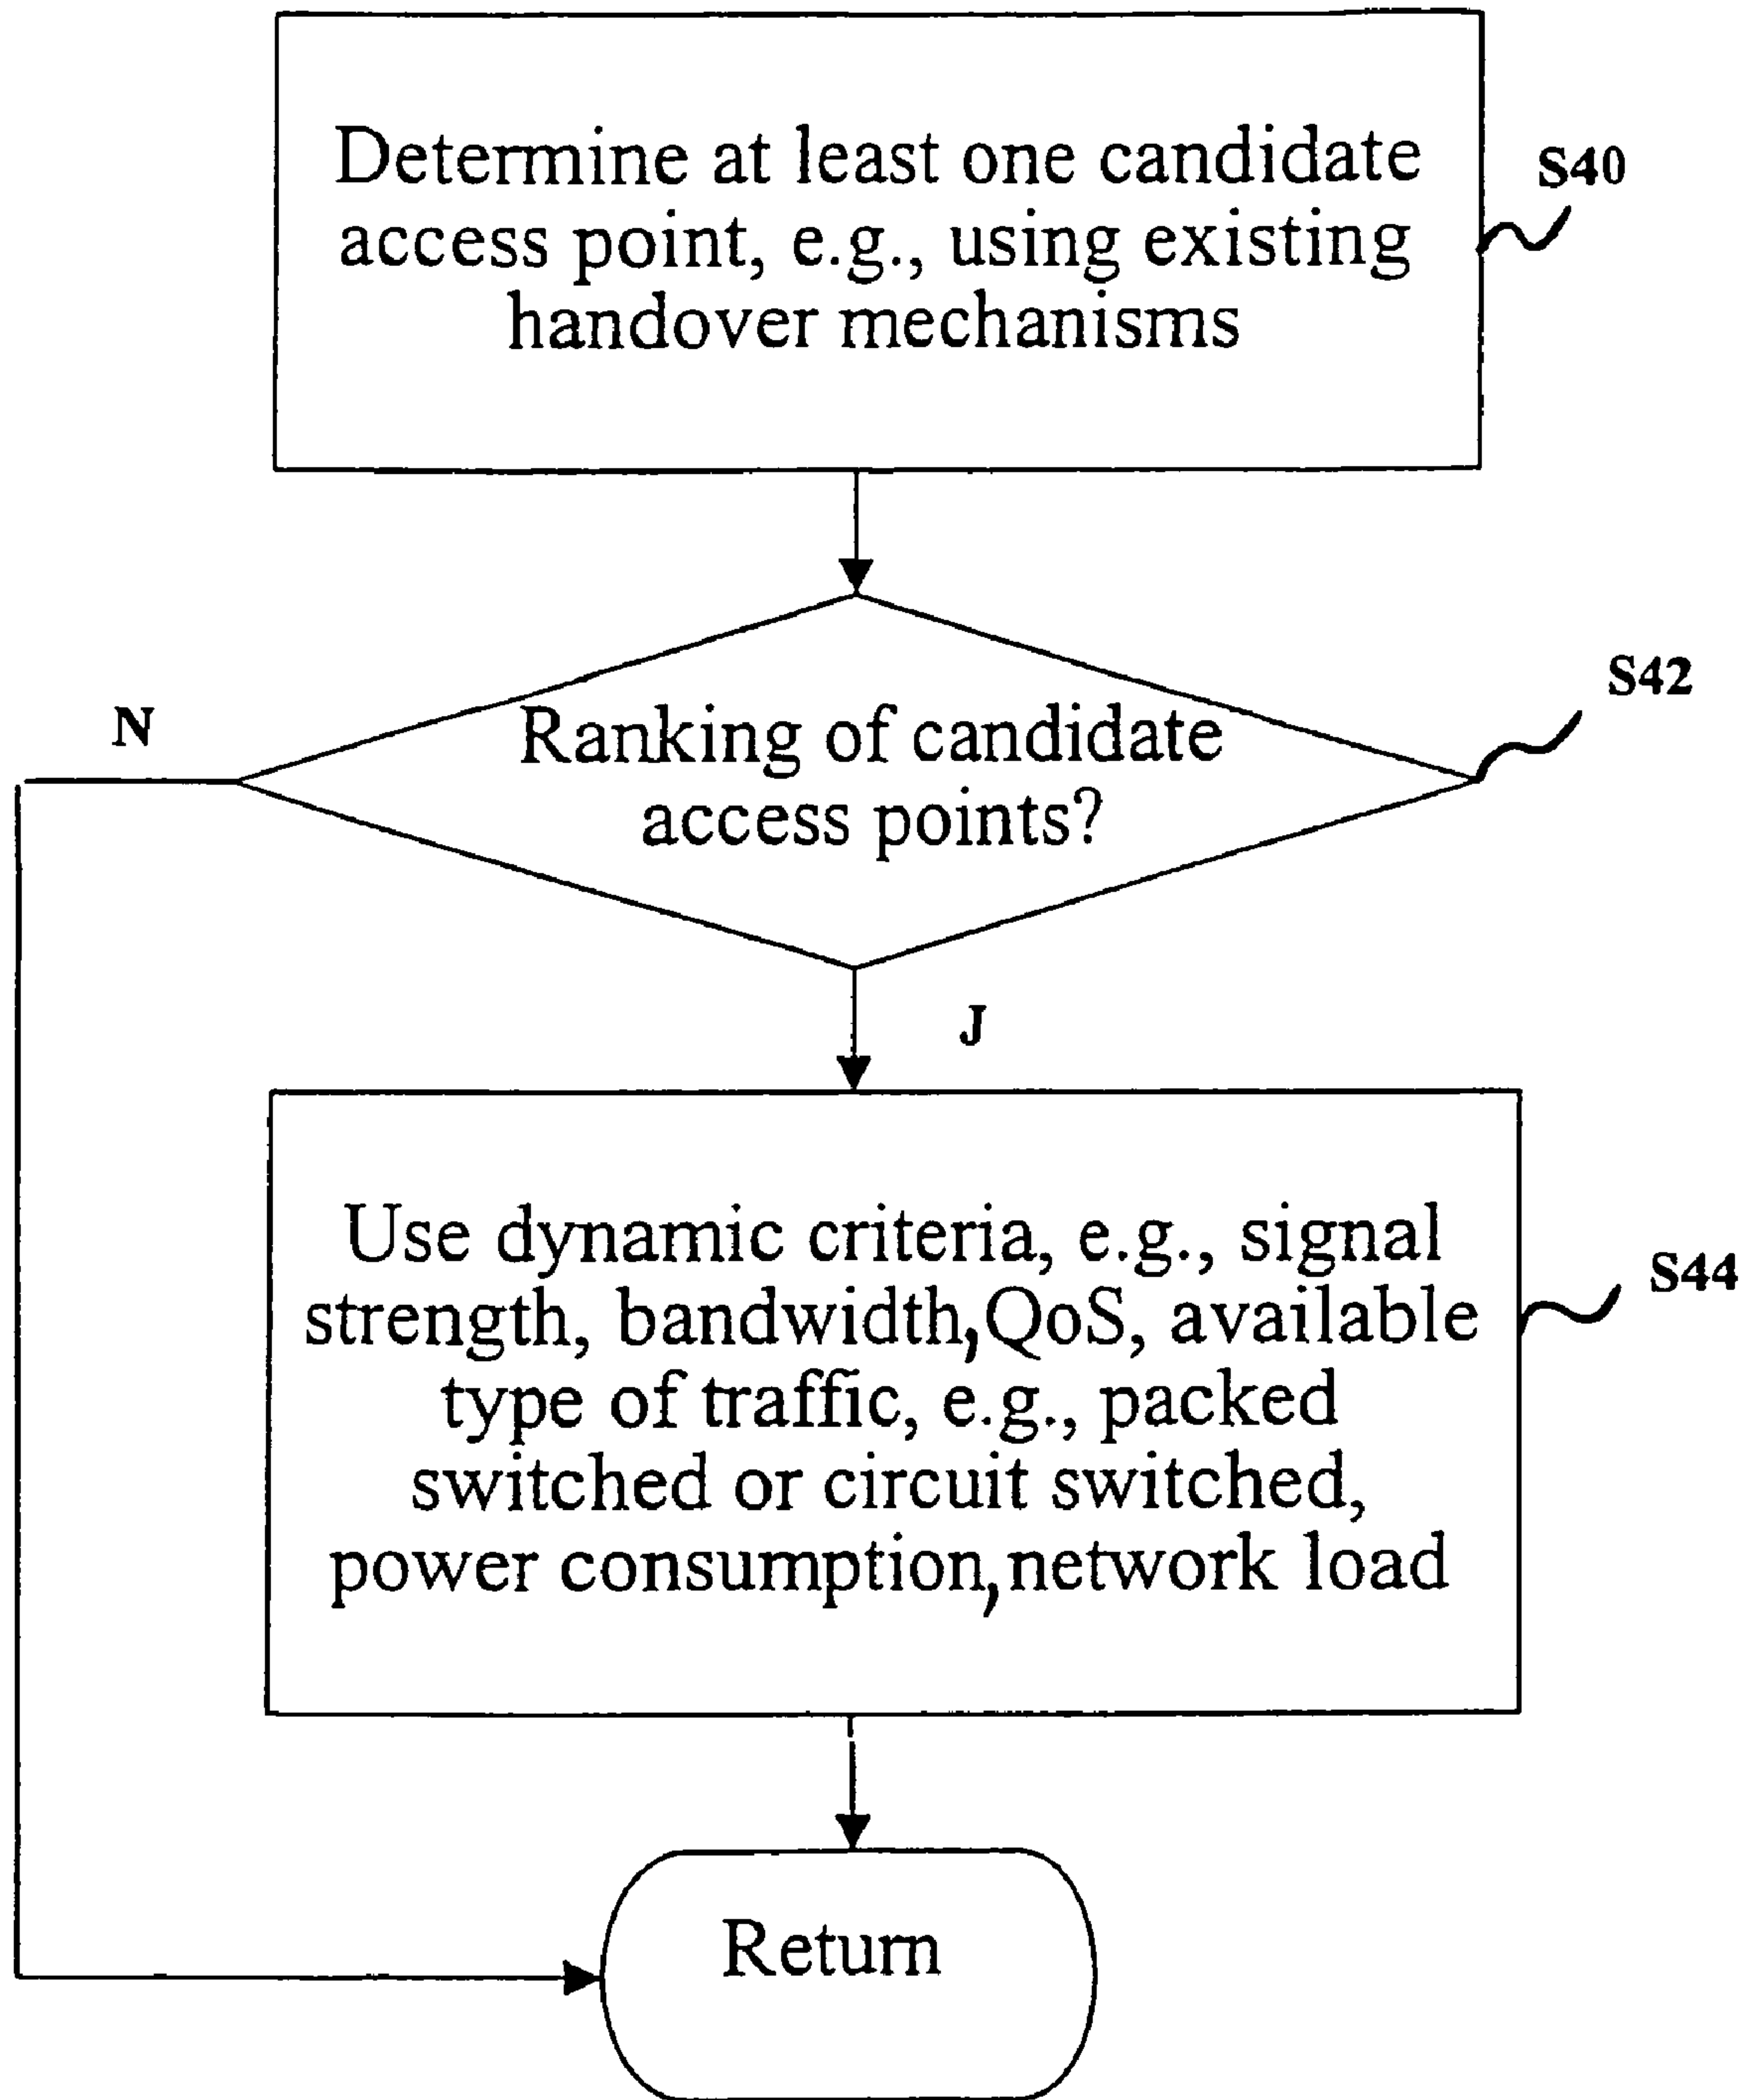 Determine at least one candidate
access point, e.g., using existing
handover mechanisms
S40
Ranking of candidate
access points?
S42
N
J
Use dynamic criteria, e.g., signal
strength, bandwidth,QoS, available
type of traffic, e.g., packed
switched or circuit switched,
power consumption,network load
S44
Return